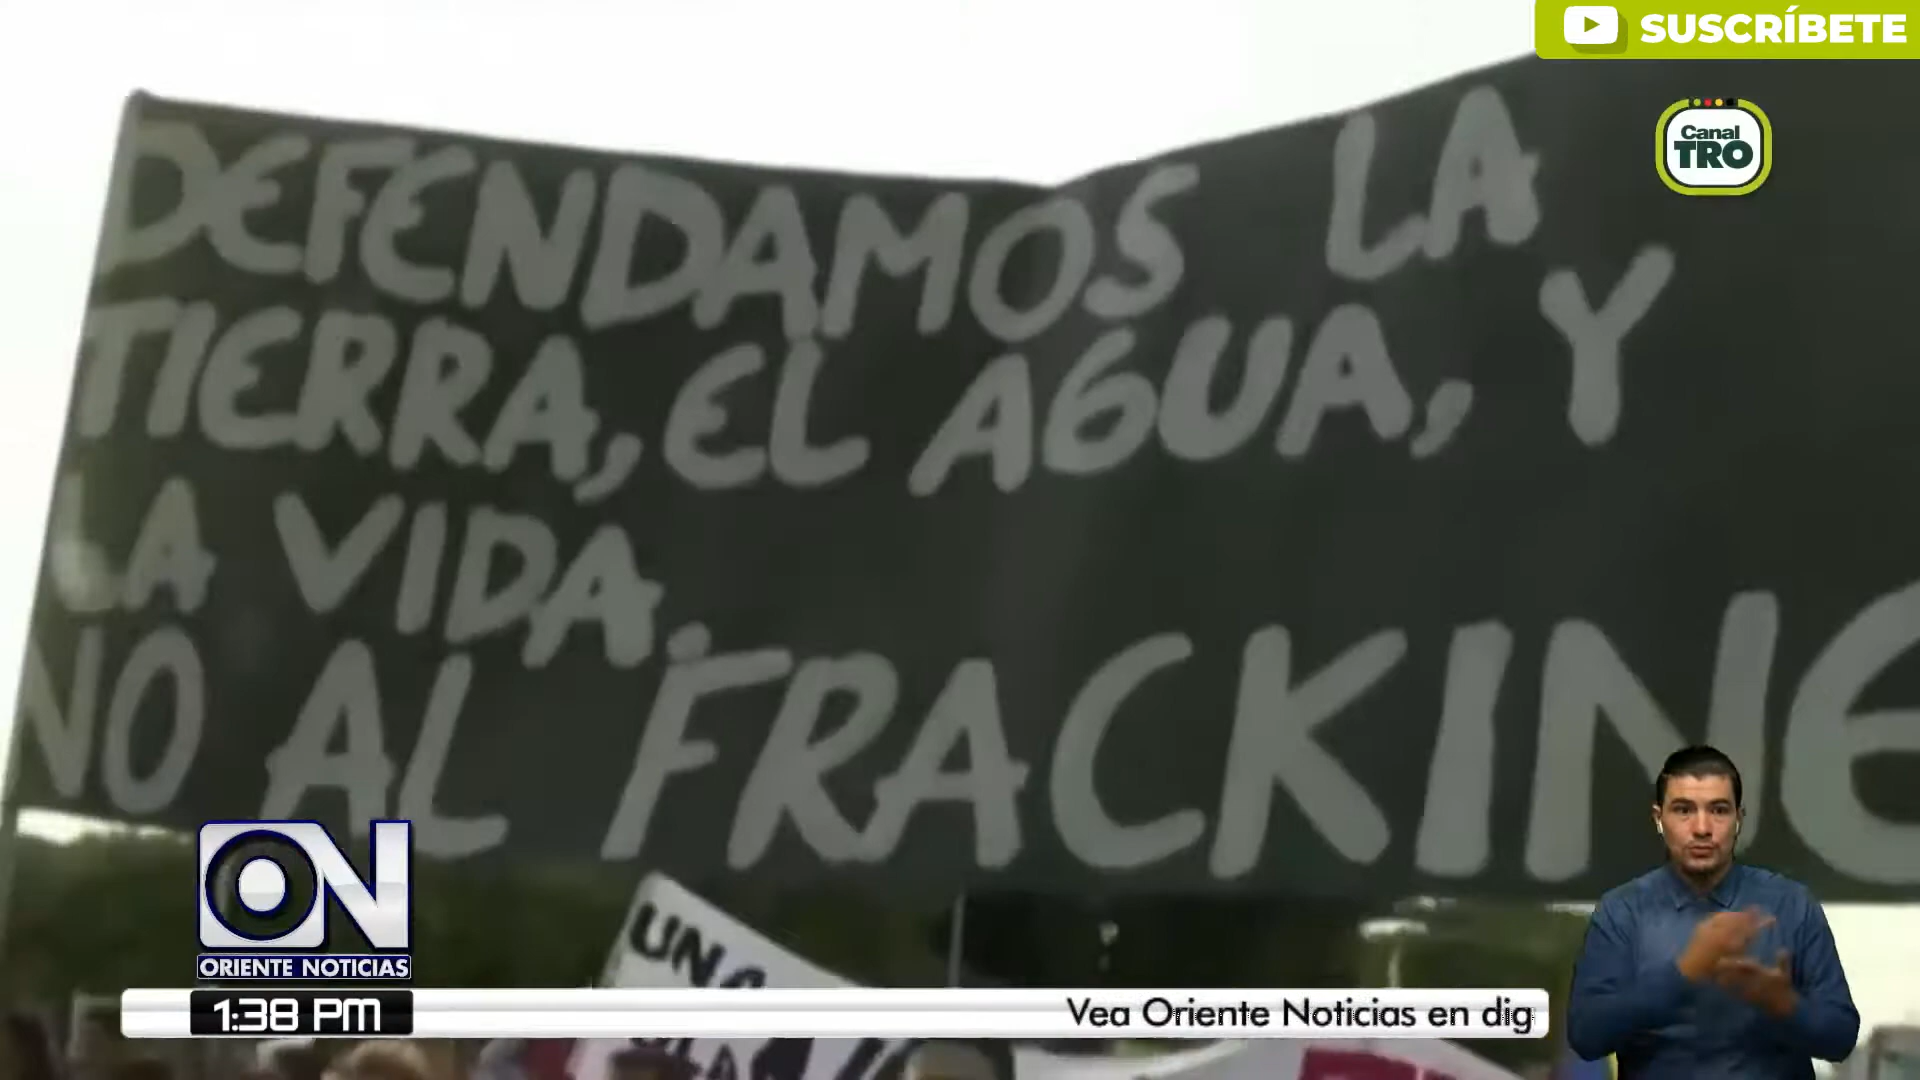 SUSCRÍBETE
Canal
TRO
DEFENDAMOS LA
TIERRA, EL AGUA, Y
LA VIDA.
NO AL FRACKING
ON
ORIENTE NOTICIAS
1:38 PM
Vea Oriente Noticias en dig